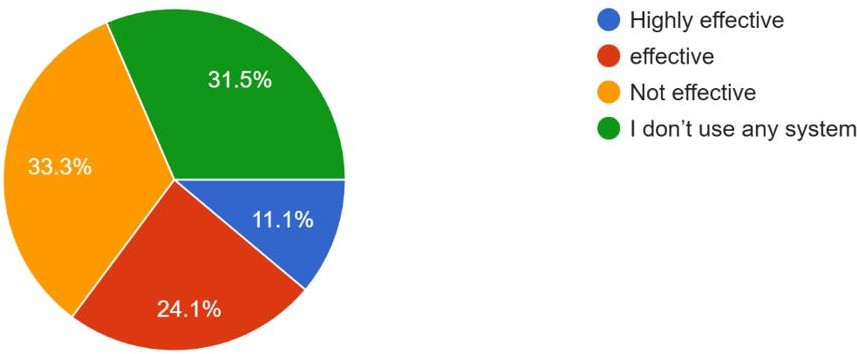 31.5%
33.3%
11.1%
24.1%
Highly effective
effective
Not effective
I don’t use any system